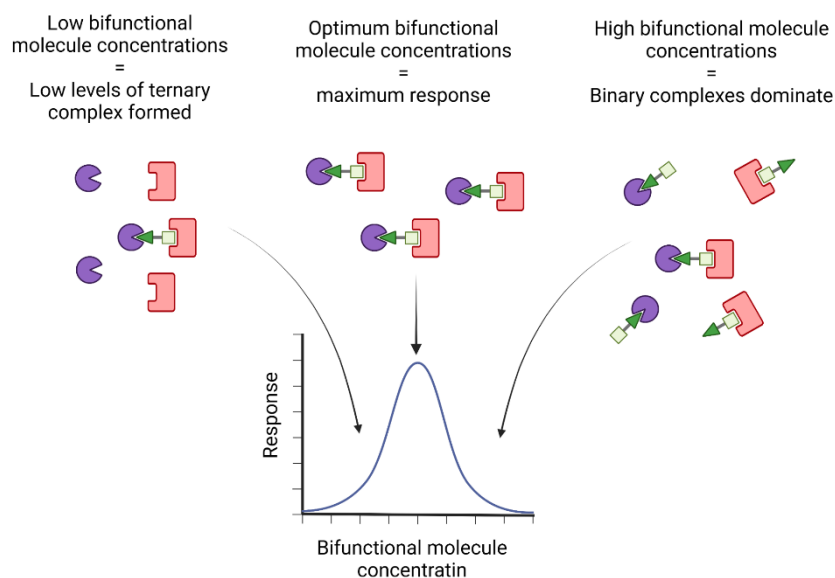 Low bifunctional
molecule concentrations
=
Low levels of ternary
complex formed
Optimum bifunctional
molecule concentrations
=
maximum response
High bifunctional molecule
concentrations
=
Binary complexes dominate
Response
Bifunctional molecule
concentratin